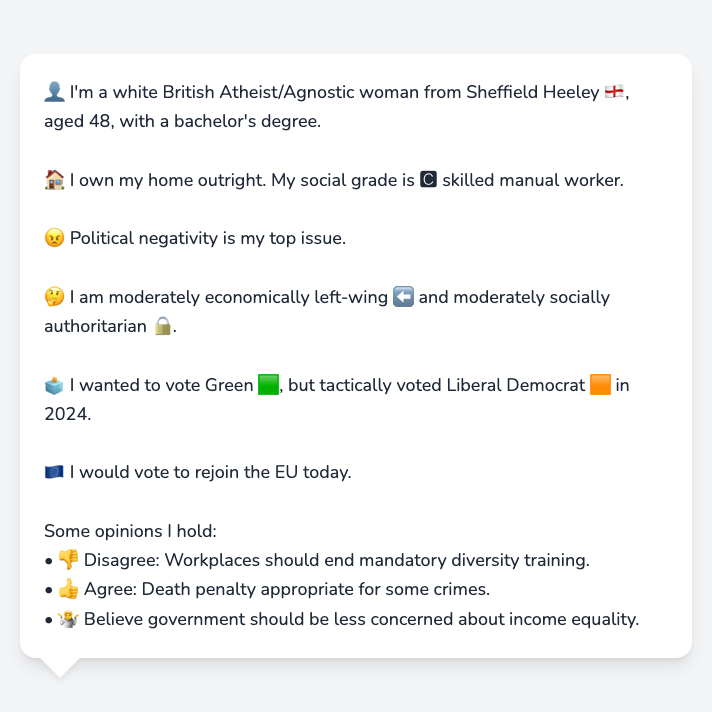 👤 I'm a white British Atheist/Agnostic woman from Sheffield Heeley 🏴󠁧󠁢󠁥󠁮󠁧󠁿,
aged 48, with a bachelor's degree.
🏠 I own my home outright. My social grade is 🅲 skilled manual worker.
😠 Political negativity is my top issue.
🤔 I am moderately economically left-wing ⬅️ and moderately socially
authoritarian 🔒.
🗳️ I wanted to vote Green 🟩, but tactically voted Liberal Democrat 🟧 in
2024.
🇪🇺 I would vote to rejoin the EU today.
Some opinions I hold:
• 👎 Disagree: Workplaces should end mandatory diversity training.
• 👍 Agree: Death penalty appropriate for some crimes.
• 🤷 Believe government should be less concerned about income equality.